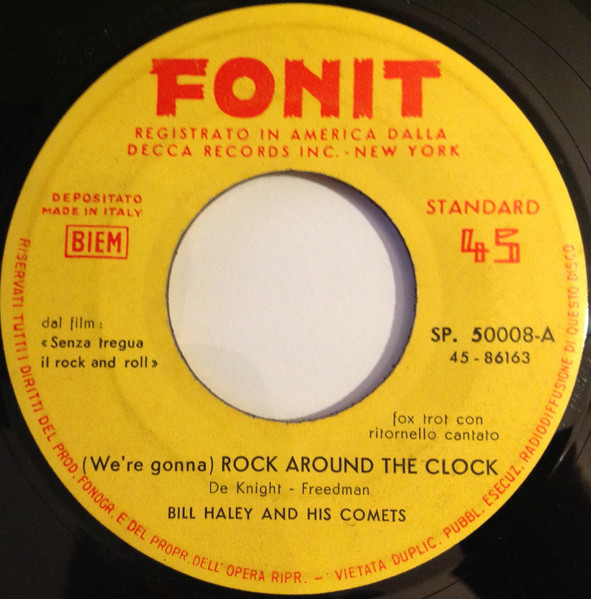 FONIT
REGISTRATO IN AMERICA DALLA
DECCA RECORDS INC. - NEW YORK
DEPOSITATO
MADE IN ITALY
BIEM
STANDARD
45
dal film:
«Senza tregua
il rock and roll»
SP. 50008-A
45 - 86163
fox trot con
ritornello cantato
(We're gonna) ROCK AROUND THE CLOCK
De Knight - Freedman
BILL HALEY AND HIS COMETS
RISERVATI TUTTI I DIRITTI DEL PROD. FONOGR. E DEL PROPR. DELL'OPERA RIPR. – VIETATA DUPLIC. PUBBL. ESECUZ. RADIODIFFUSIONE DI QUESTO DISCO